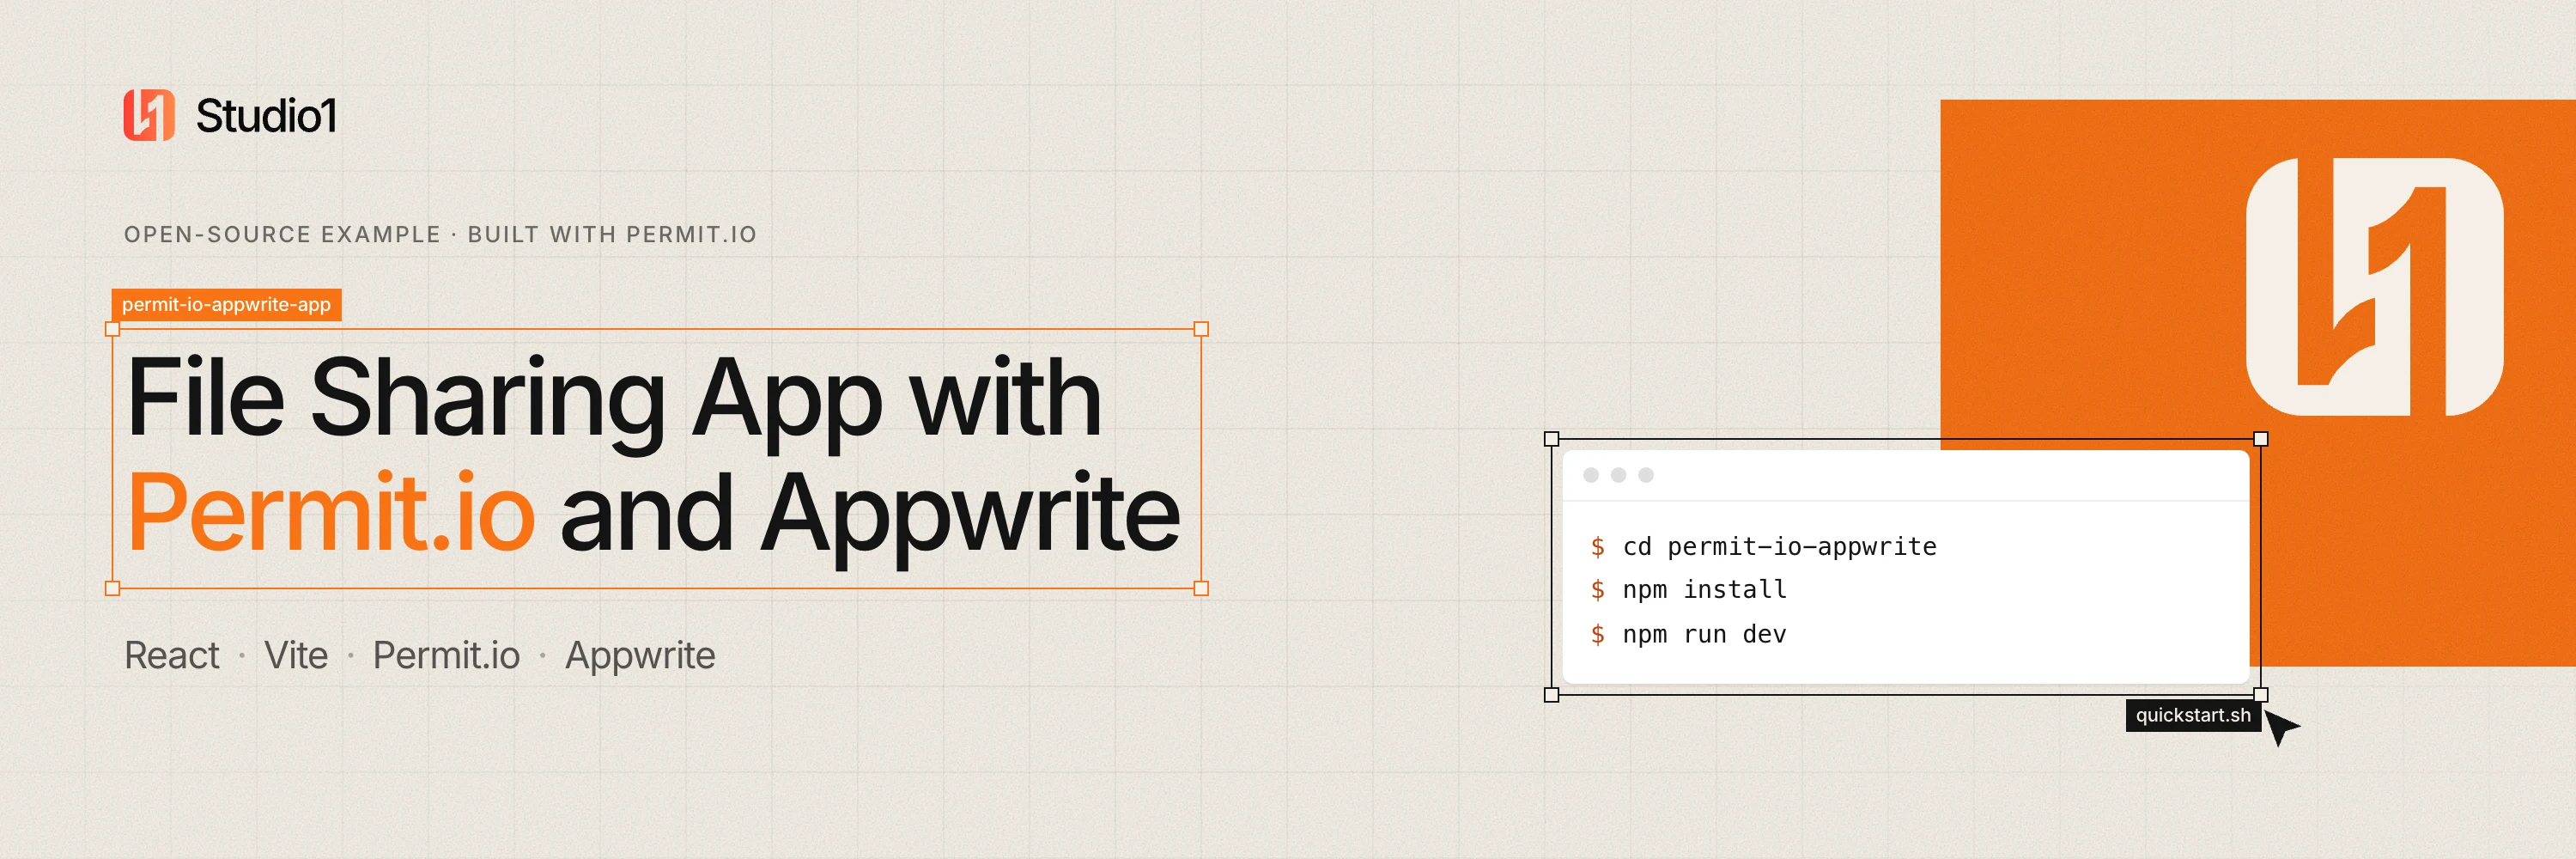 Studio1
OPEN-SOURCE EXAMPLE · BUILT WITH PERMIT.IO
permit-io-appwrite-app
File Sharing App with
Permit.io and Appwrite
React · Vite · Permit.io · Appwrite
$ cd permit-io-appwrite
$ npm install
$ npm run dev
quickstart.sh